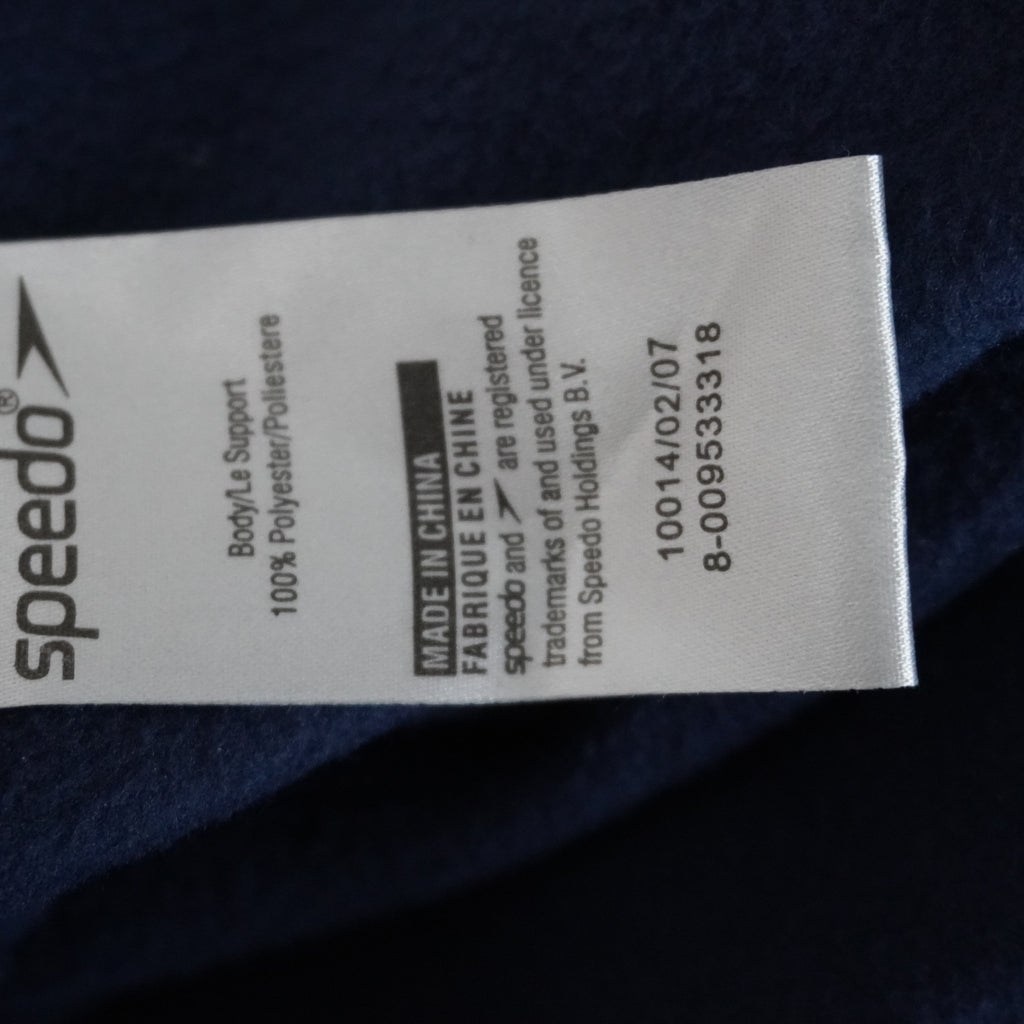 speedo®
Body/Le Support
100% Polyester/Poliestere
MADE IN CHINA
FABRIQUE EN CHINE
speedo and are registered
trademarks of and used under licence
from Speedo Holdings B.V.
10014/02/07
8-009533318